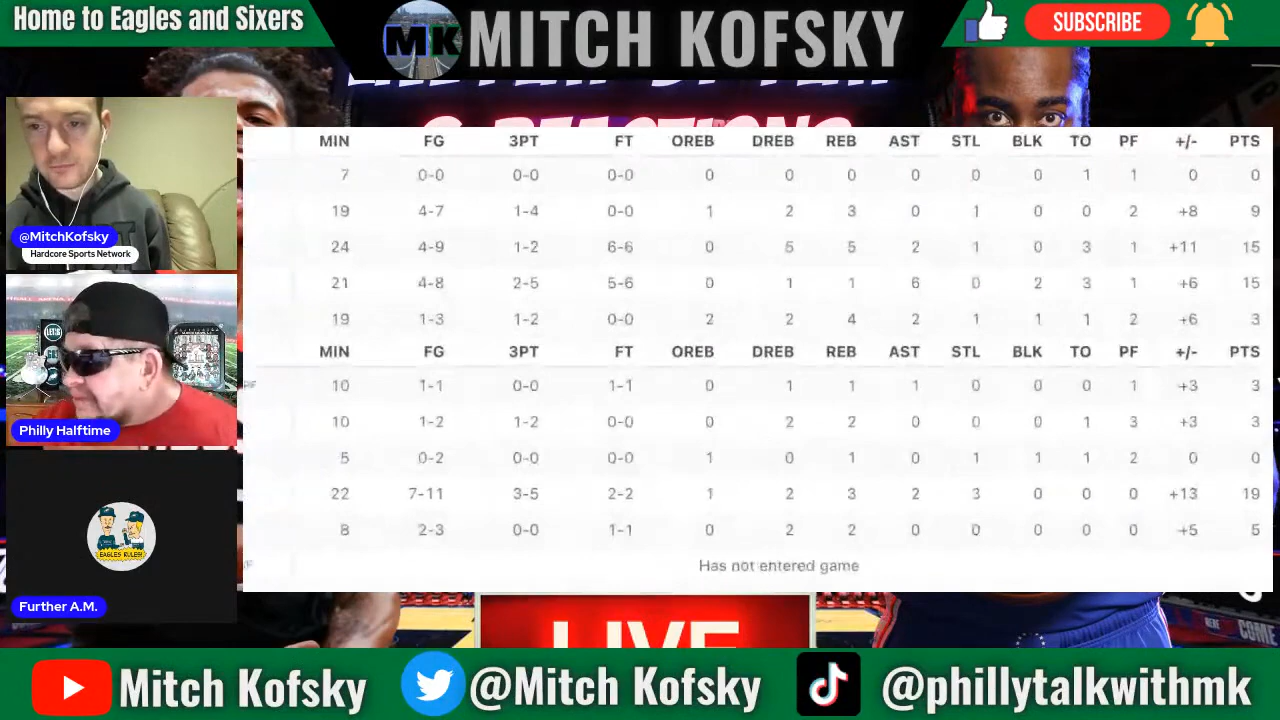 Home to Eagles and Sixers
MK MITCH KOFSKY
SUBSCRIBE
@MitchKofsky
Hardcore Sports Network
Philly Halftime
EAGLES RULES!
Further A.M.
MIN FG 3PT FT OREB DREB REB AST STL BLK TO PF +/- PTS
7 0-0 0-0 0-0 0 0 0 0 0 0 1 1 0 0
19 4-7 1-4 0-0 1 2 3 0 1 0 0 2 +8 9
24 4-9 1-2 6-6 0 5 5 2 1 0 3 1 +11 15
21 4-8 2-5 5-6 0 1 1 6 0 2 3 1 +6 15
19 1-3 1-2 0-0 2 2 4 2 1 1 1 2 +6 3
MIN FG 3PT FT OREB DREB REB AST STL BLK TO PF +/- PTS
10 1-1 0-0 1-1 0 1 1 1 0 0 0 1 +3 3
10 1-2 1-2 0-0 0 2 2 0 0 0 1 3 +3 3
5 0-2 0-0 0-0 1 0 1 0 1 1 1 2 0 0
22 7-11 3-5 2-2 1 2 3 2 3 0 0 0 +13 19
8 2-3 0-0 1-1 0 2 2 0 0 0 0 0 +5 5
Has not entered game
LIVE
HERE COME
Mitch Kofsky
@Mitch Kofsky
@phillytalkwithmk